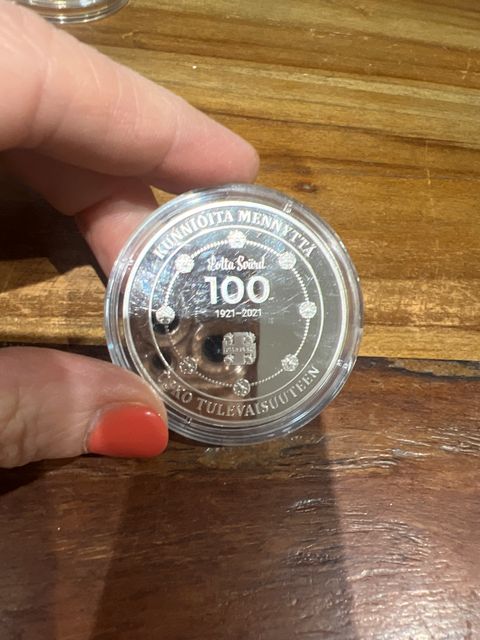 KUNNIOITA MENNYTTÄ
Lotta Svärd
100
1921–2021
TULEVAISUUTEEN